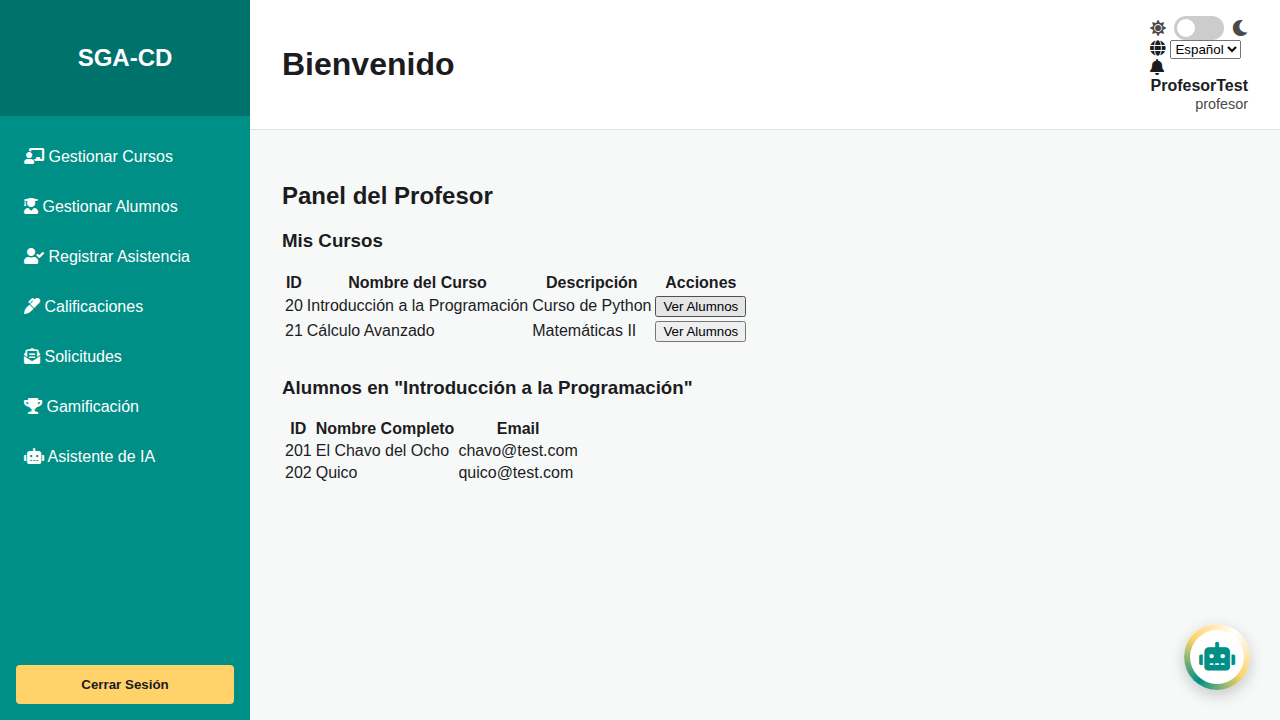 SGA-CD
Gestionar Cursos
Gestionar Alumnos
Registrar Asistencia
Calificaciones
Solicitudes
Gamificación
Asistente de IA
Cerrar Sesión
Bienvenido
Español
ProfesorTest
profesor
Panel del Profesor
Mis Cursos
ID Nombre del Curso Descripción Acciones
20 Introducción a la Programación Curso de Python Ver Alumnos
21 Cálculo Avanzado Matemáticas II Ver Alumnos
Alumnos en "Introducción a la Programación"
ID Nombre Completo Email
201 El Chavo del Ocho chavo@test.com
202 Quico quico@test.com